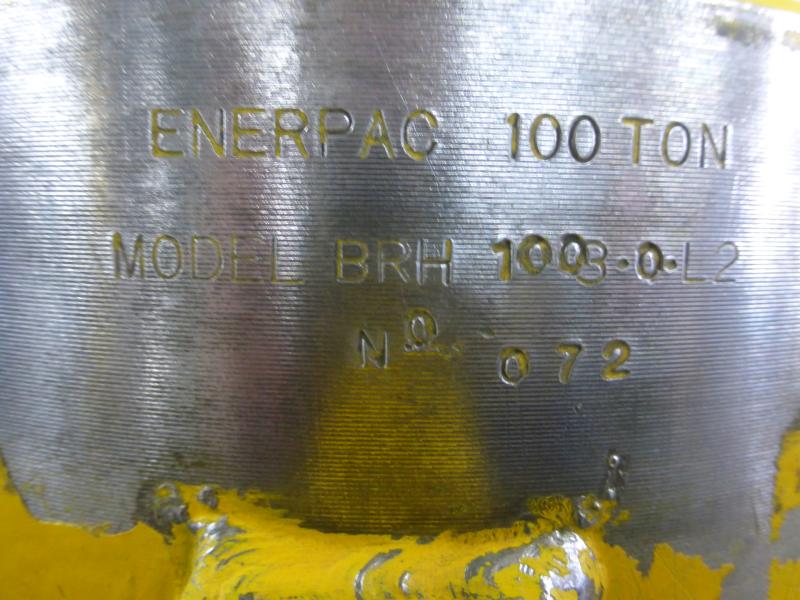 ENERPAC 100 TON
MODEL BRH 1003.0.L2
Nº 072